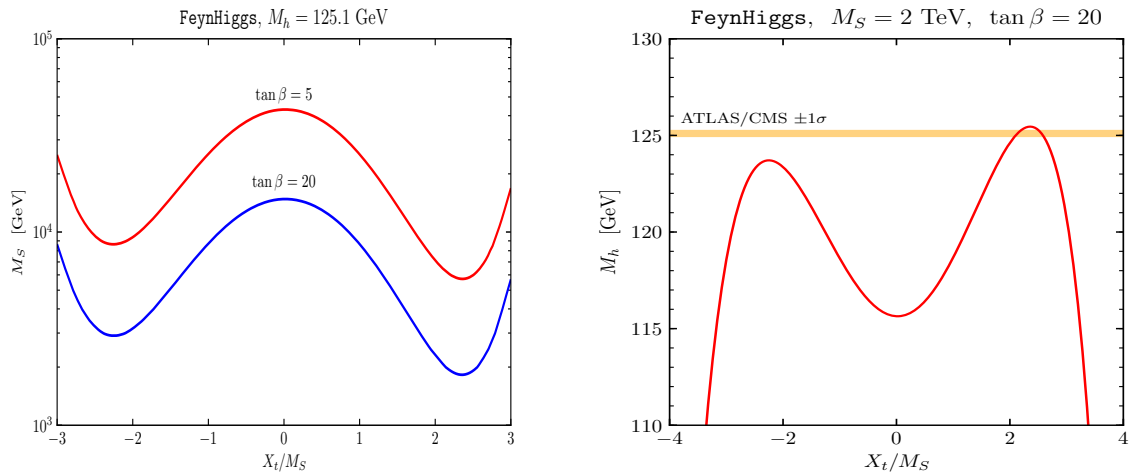 FeynHiggs, M_h = 125.1 GeV
10^5
10^4
10^3
M_S [GeV]
tan β = 5
tan β = 20
−3 −2 −1 0 1 2 3
X_t/M_S
FeynHiggs, M_S = 2 TeV, tan β = 20
130
125
120
115
110
M_h [GeV]
ATLAS/CMS ±1σ
−4 −2 0 2 4
X_t/M_S